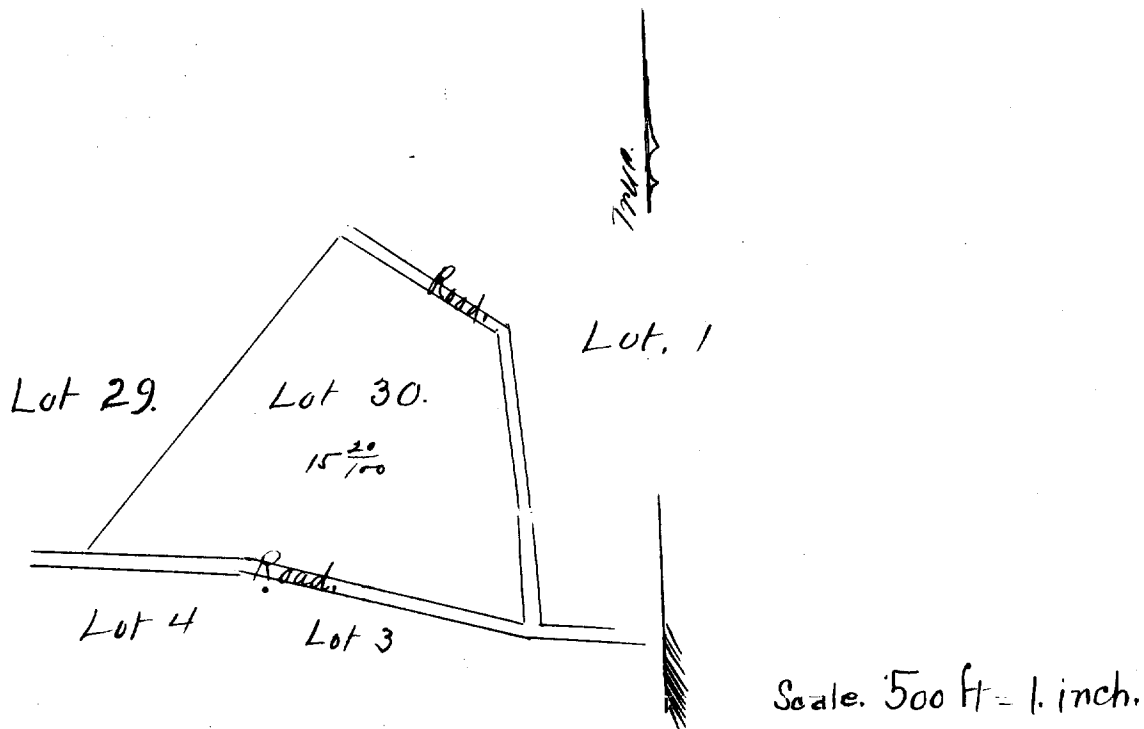 True.
Road.
Lot. 1
Lot 29.
Lot 30.
15 20/100
Road.
Lot 4
Lot 3
Scale. 500 ft = 1. inch.